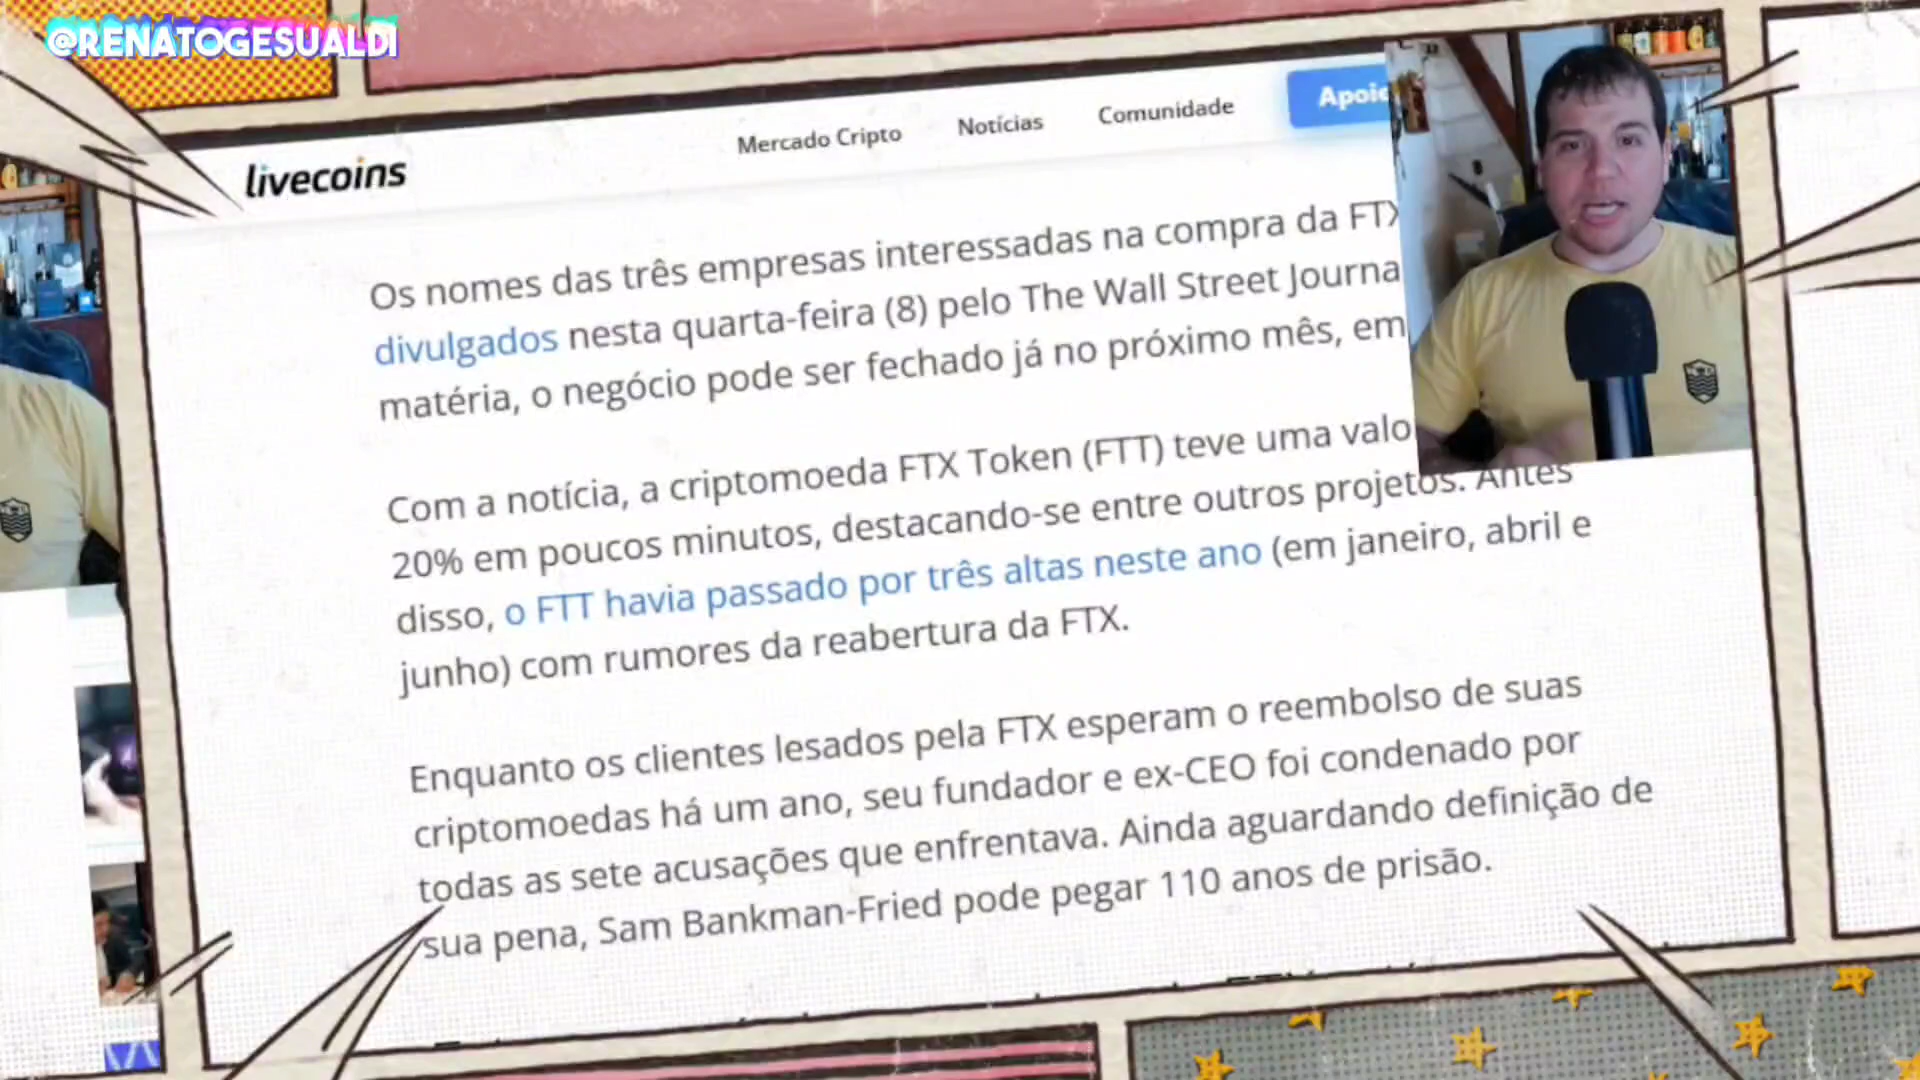 @RENATOGESUALDI
livecoins
Mercado Cripto
Notícias
Comunidade
Os nomes das três empresas interessadas na compra da FTX
divulgados nesta quarta-feira (8) pelo The Wall Street Journa
matéria, o negócio pode ser fechado já no próximo mês, em
Com a notícia, a criptomoeda FTX Token (FTT) teve uma valo
20% em poucos minutos, destacando-se entre outros projetos. Antes
disso, o FTT havia passado por três altas neste ano (em janeiro, abril e
junho) com rumores da reabertura da FTX.
Enquanto os clientes lesados pela FTX esperam o reembolso de suas
criptomoedas há um ano, seu fundador e ex-CEO foi condenado por
todas as sete acusações que enfrentava. Ainda aguardando definição de
sua pena, Sam Bankman-Fried pode pegar 110 anos de prisão.